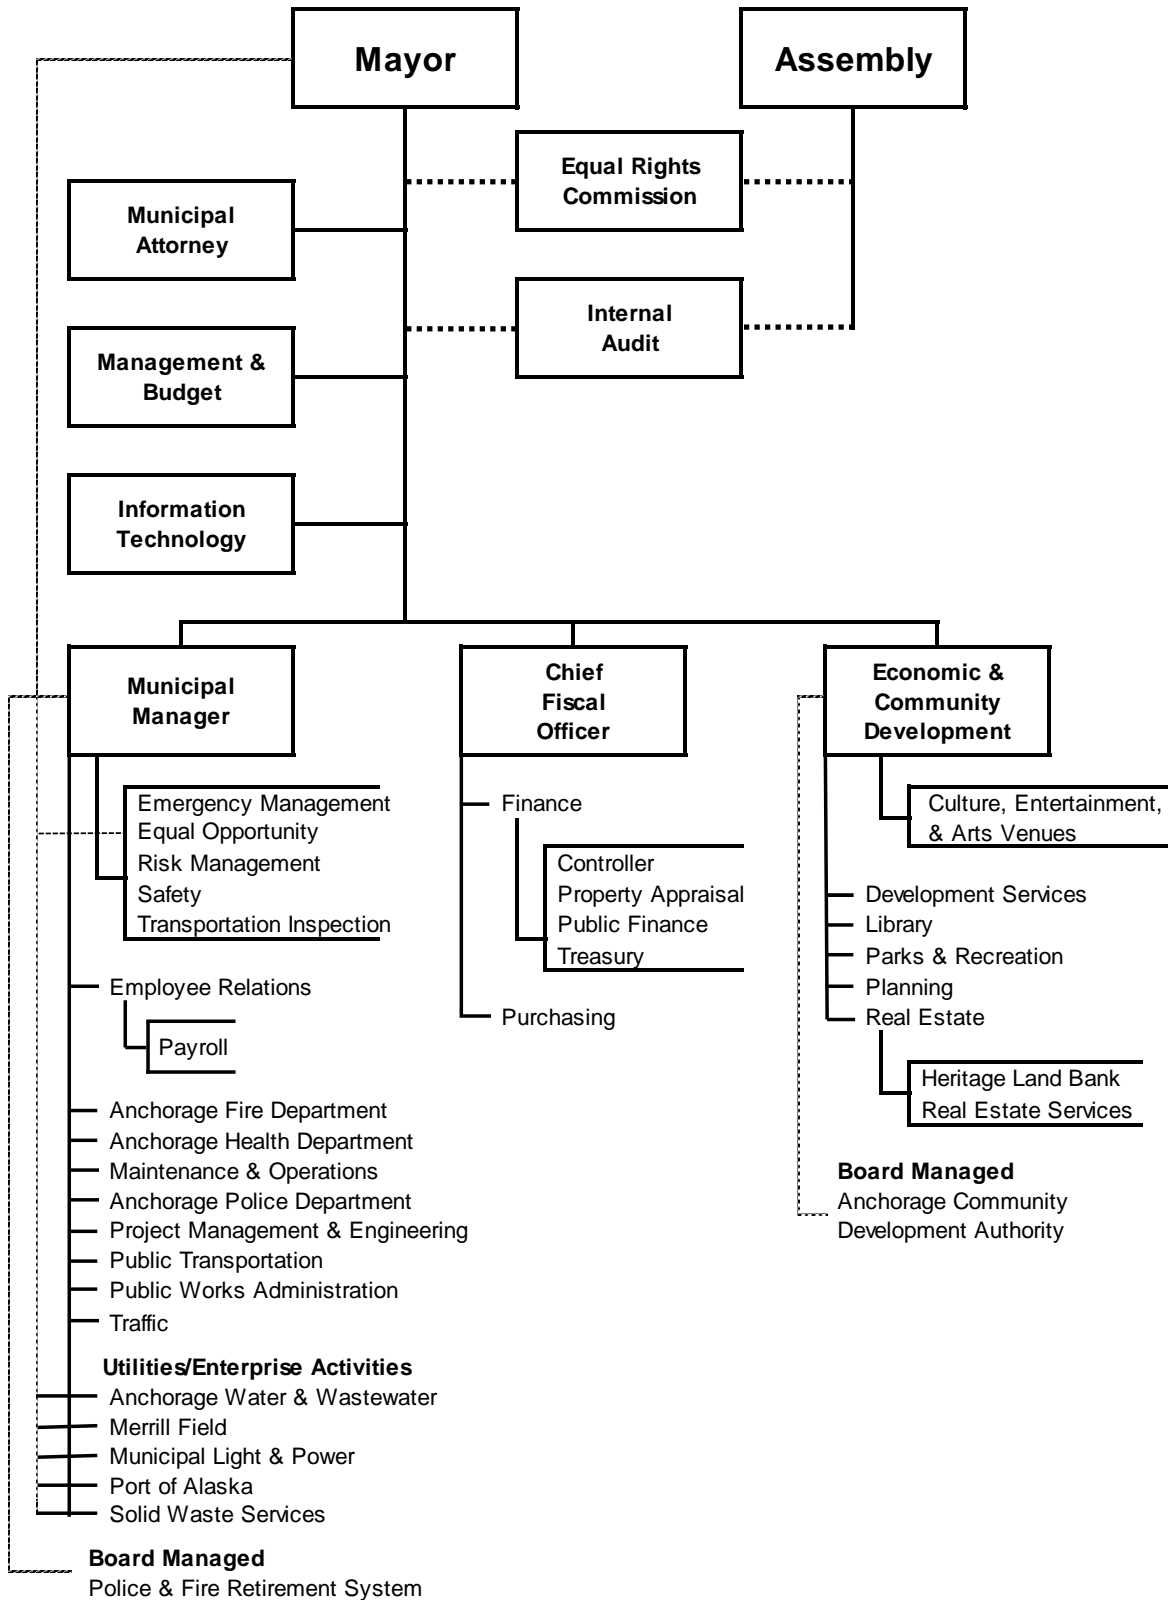 Mayor
Assembly
Equal Rights
Commission
Municipal
Attorney
Internal
Audit
Management &
Budget
Information
Technology
Municipal
Manager
Emergency Management
Equal Opportunity
Risk Management
Safety
Transportation Inspection
Employee Relations
Payroll
Anchorage Fire Department
Anchorage Health Department
Maintenance & Operations
Anchorage Police Department
Project Management & Engineering
Public Transportation
Public Works Administration
Traffic
Utilities/Enterprise Activities
Anchorage Water & Wastewater
Merrill Field
Municipal Light & Power
Port of Alaska
Solid Waste Services
Board Managed
Police & Fire Retirement System
Chief
Fiscal
Officer
Finance
Controller
Property Appraisal
Public Finance
Treasury
Purchasing
Economic &
Community
Development
Culture, Entertainment,
& Arts Venues
Development Services
Library
Parks & Recreation
Planning
Real Estate
Heritage Land Bank
Real Estate Services
Board Managed
Anchorage Community
Development Authority